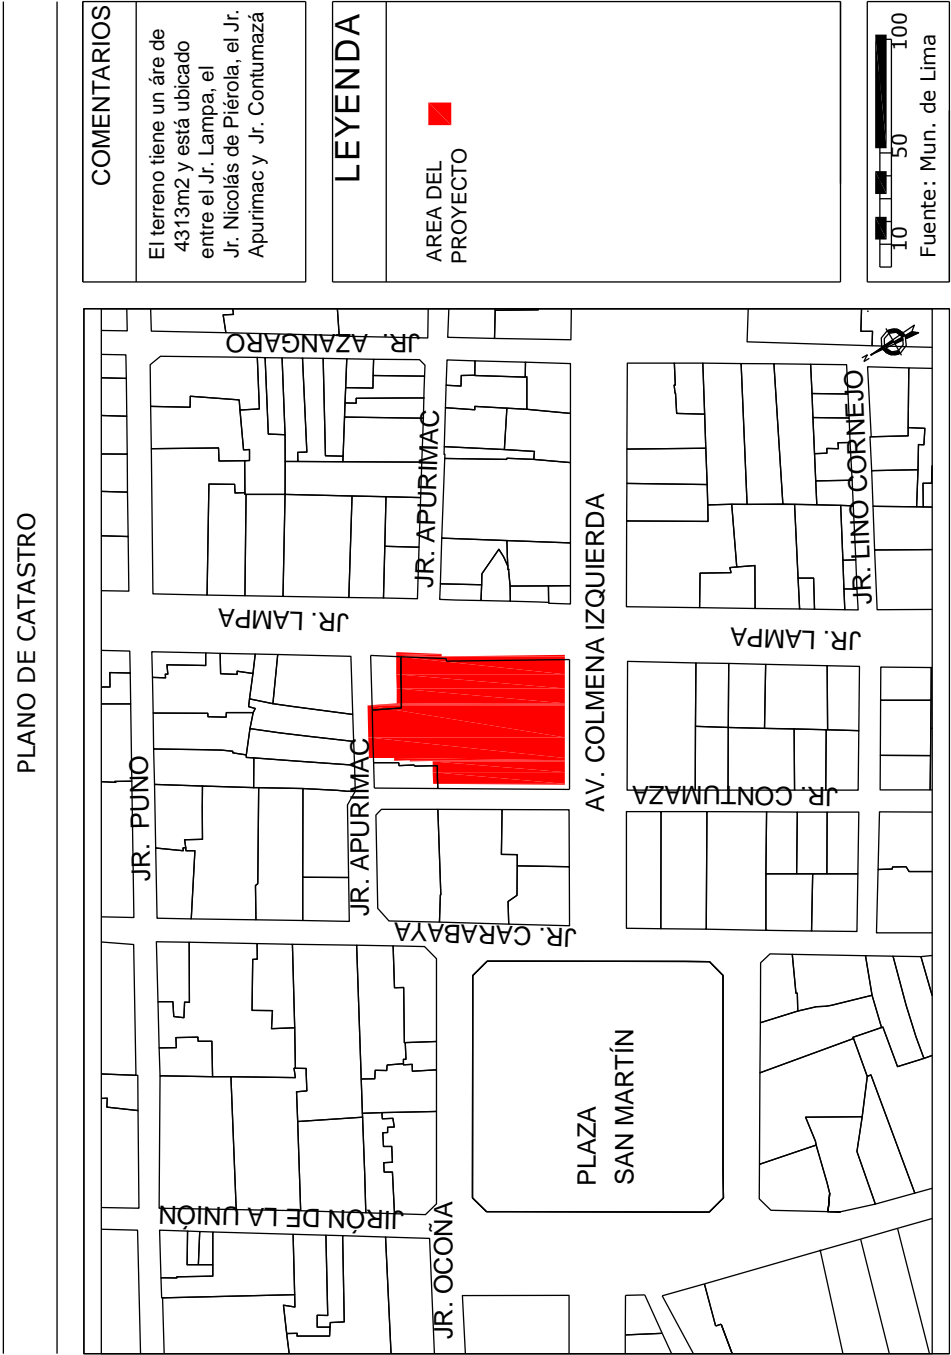 PLANO DE CATASTRO
COMENTARIOS
El terreno tiene un áre de
4313m2 y está ubicado
entre el Jr. Lampa, el
Jr. Nicolás de Piérola, el Jr.
Apurimac y Jr. Contumazá
LEYENDA
AREA DEL
PROYECTO
10 50 100
Fuente: Mun. de Lima
JR. AZANGARO
JR. APURIMAC
JR. LINO CORNEJO
N
JR. LAMPA
AV. COLMENA IZQUIERDA
JR. LAMPA
JR. PUNO
JR. APURIMAC
JR. CONTUMAZA
JR. CARABAYA
PLAZA
SAN MARTÍN
JIRÓN DE LA UNIÓN
JR. OCOÑA